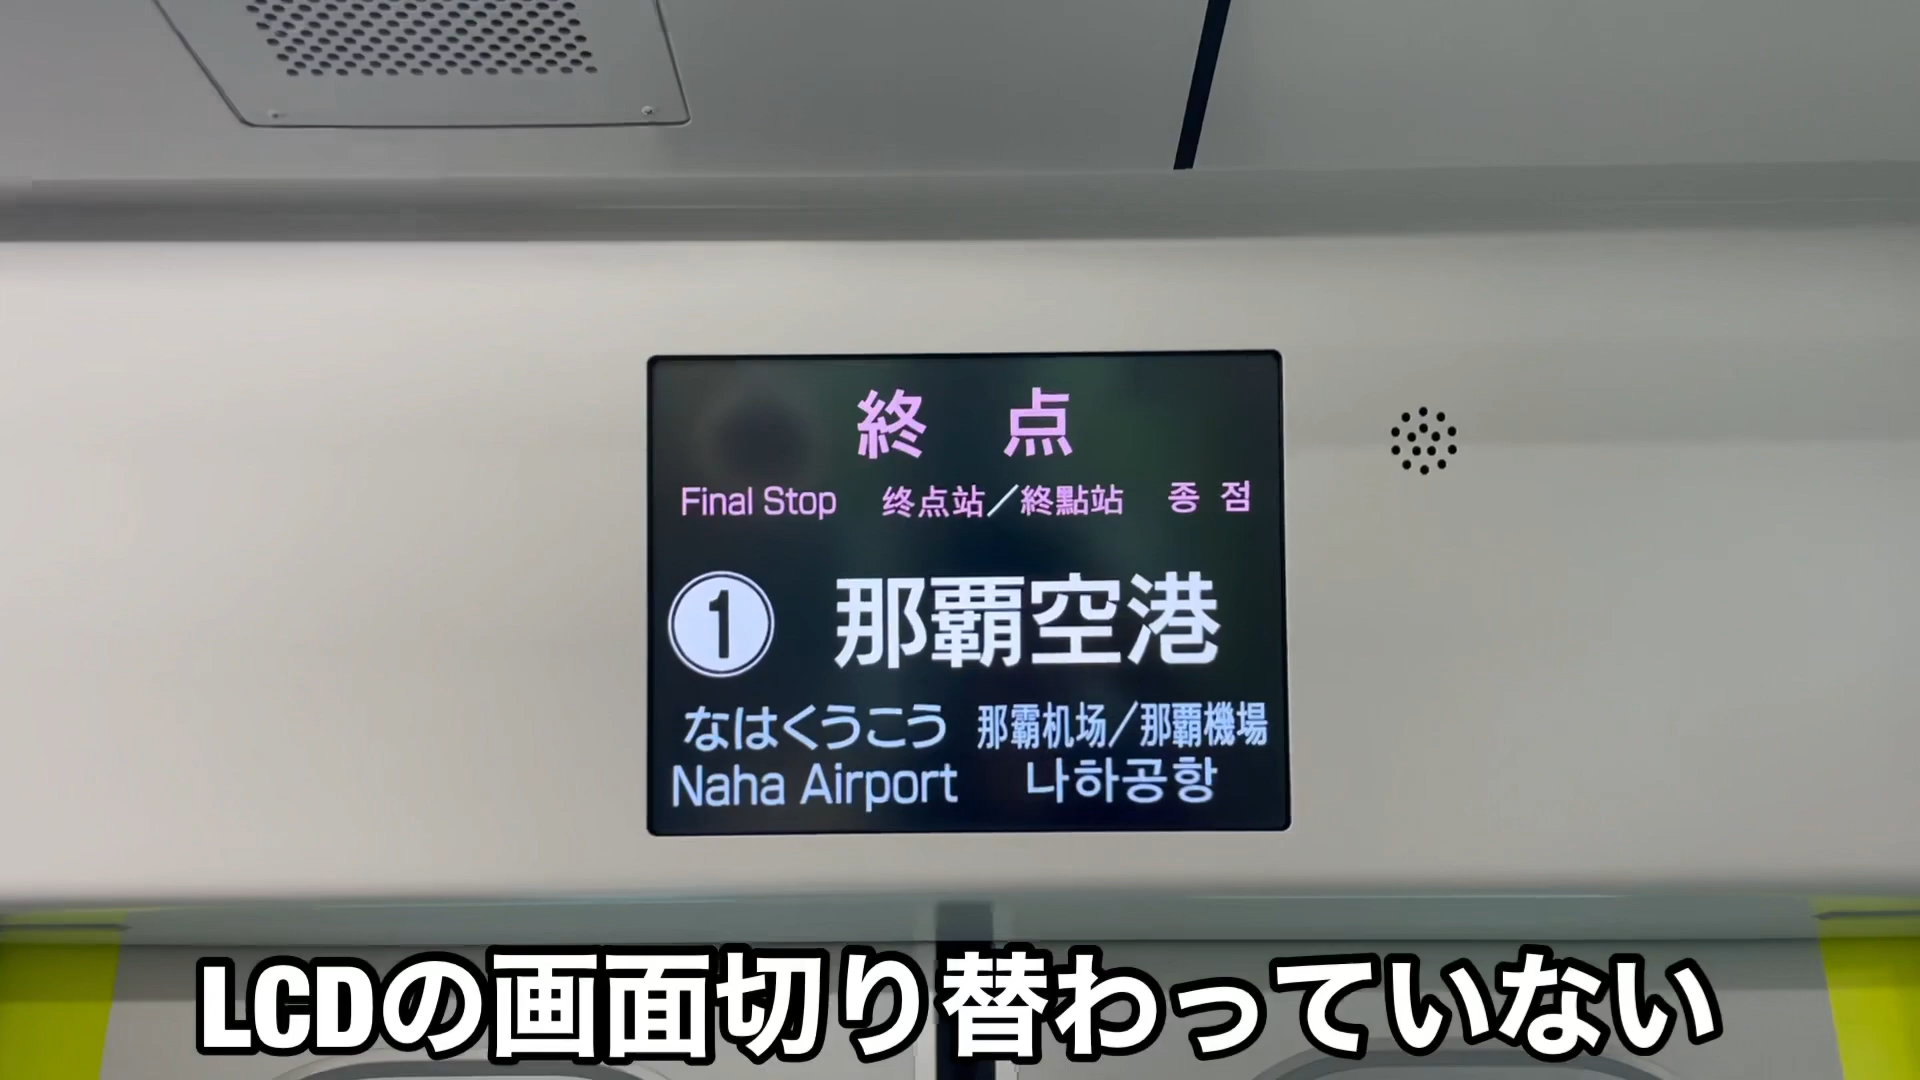 終点
Final Stop 终点站／終點站 종점
1 那覇空港
なはくうこう 那霸机场／那覇機場
Naha Airport 나하공항
LCDの画面切り替わっていない